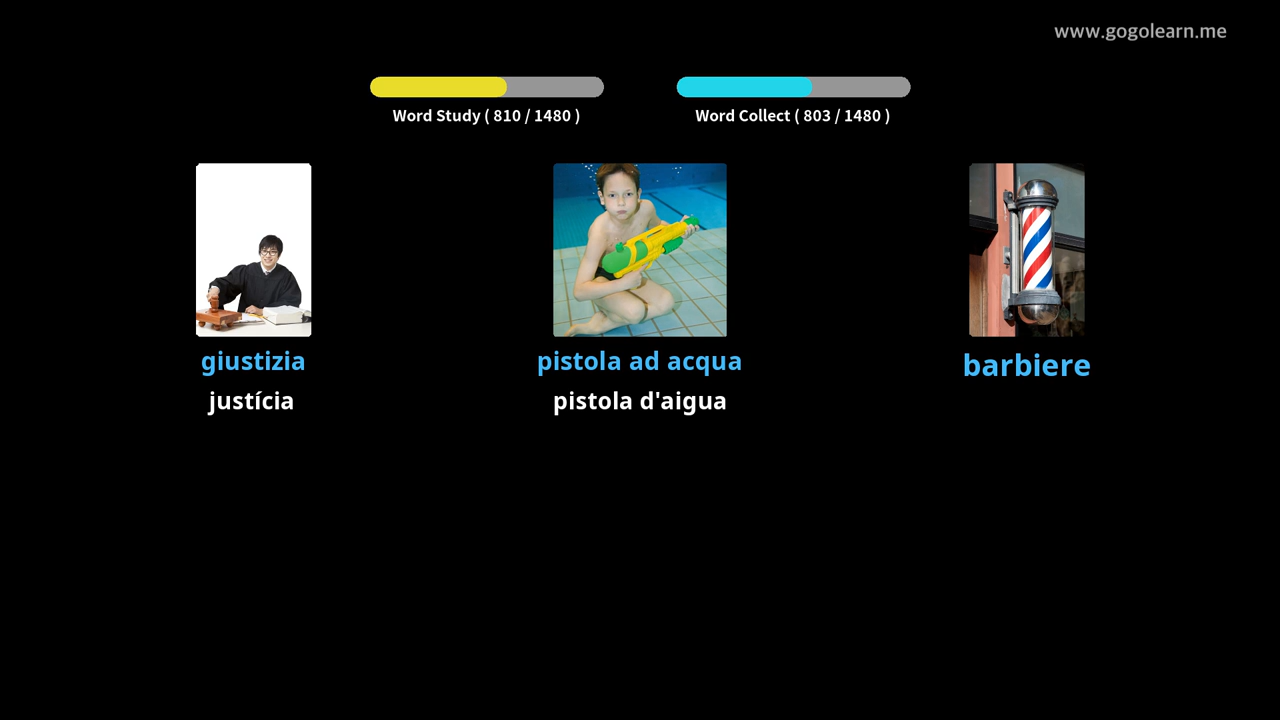 www.gogolearn.me
Word Study ( 810 / 1480 )
Word Collect ( 803 / 1480 )
giustizia
justícia
pistola ad acqua
pistola d'aigua
barbiere